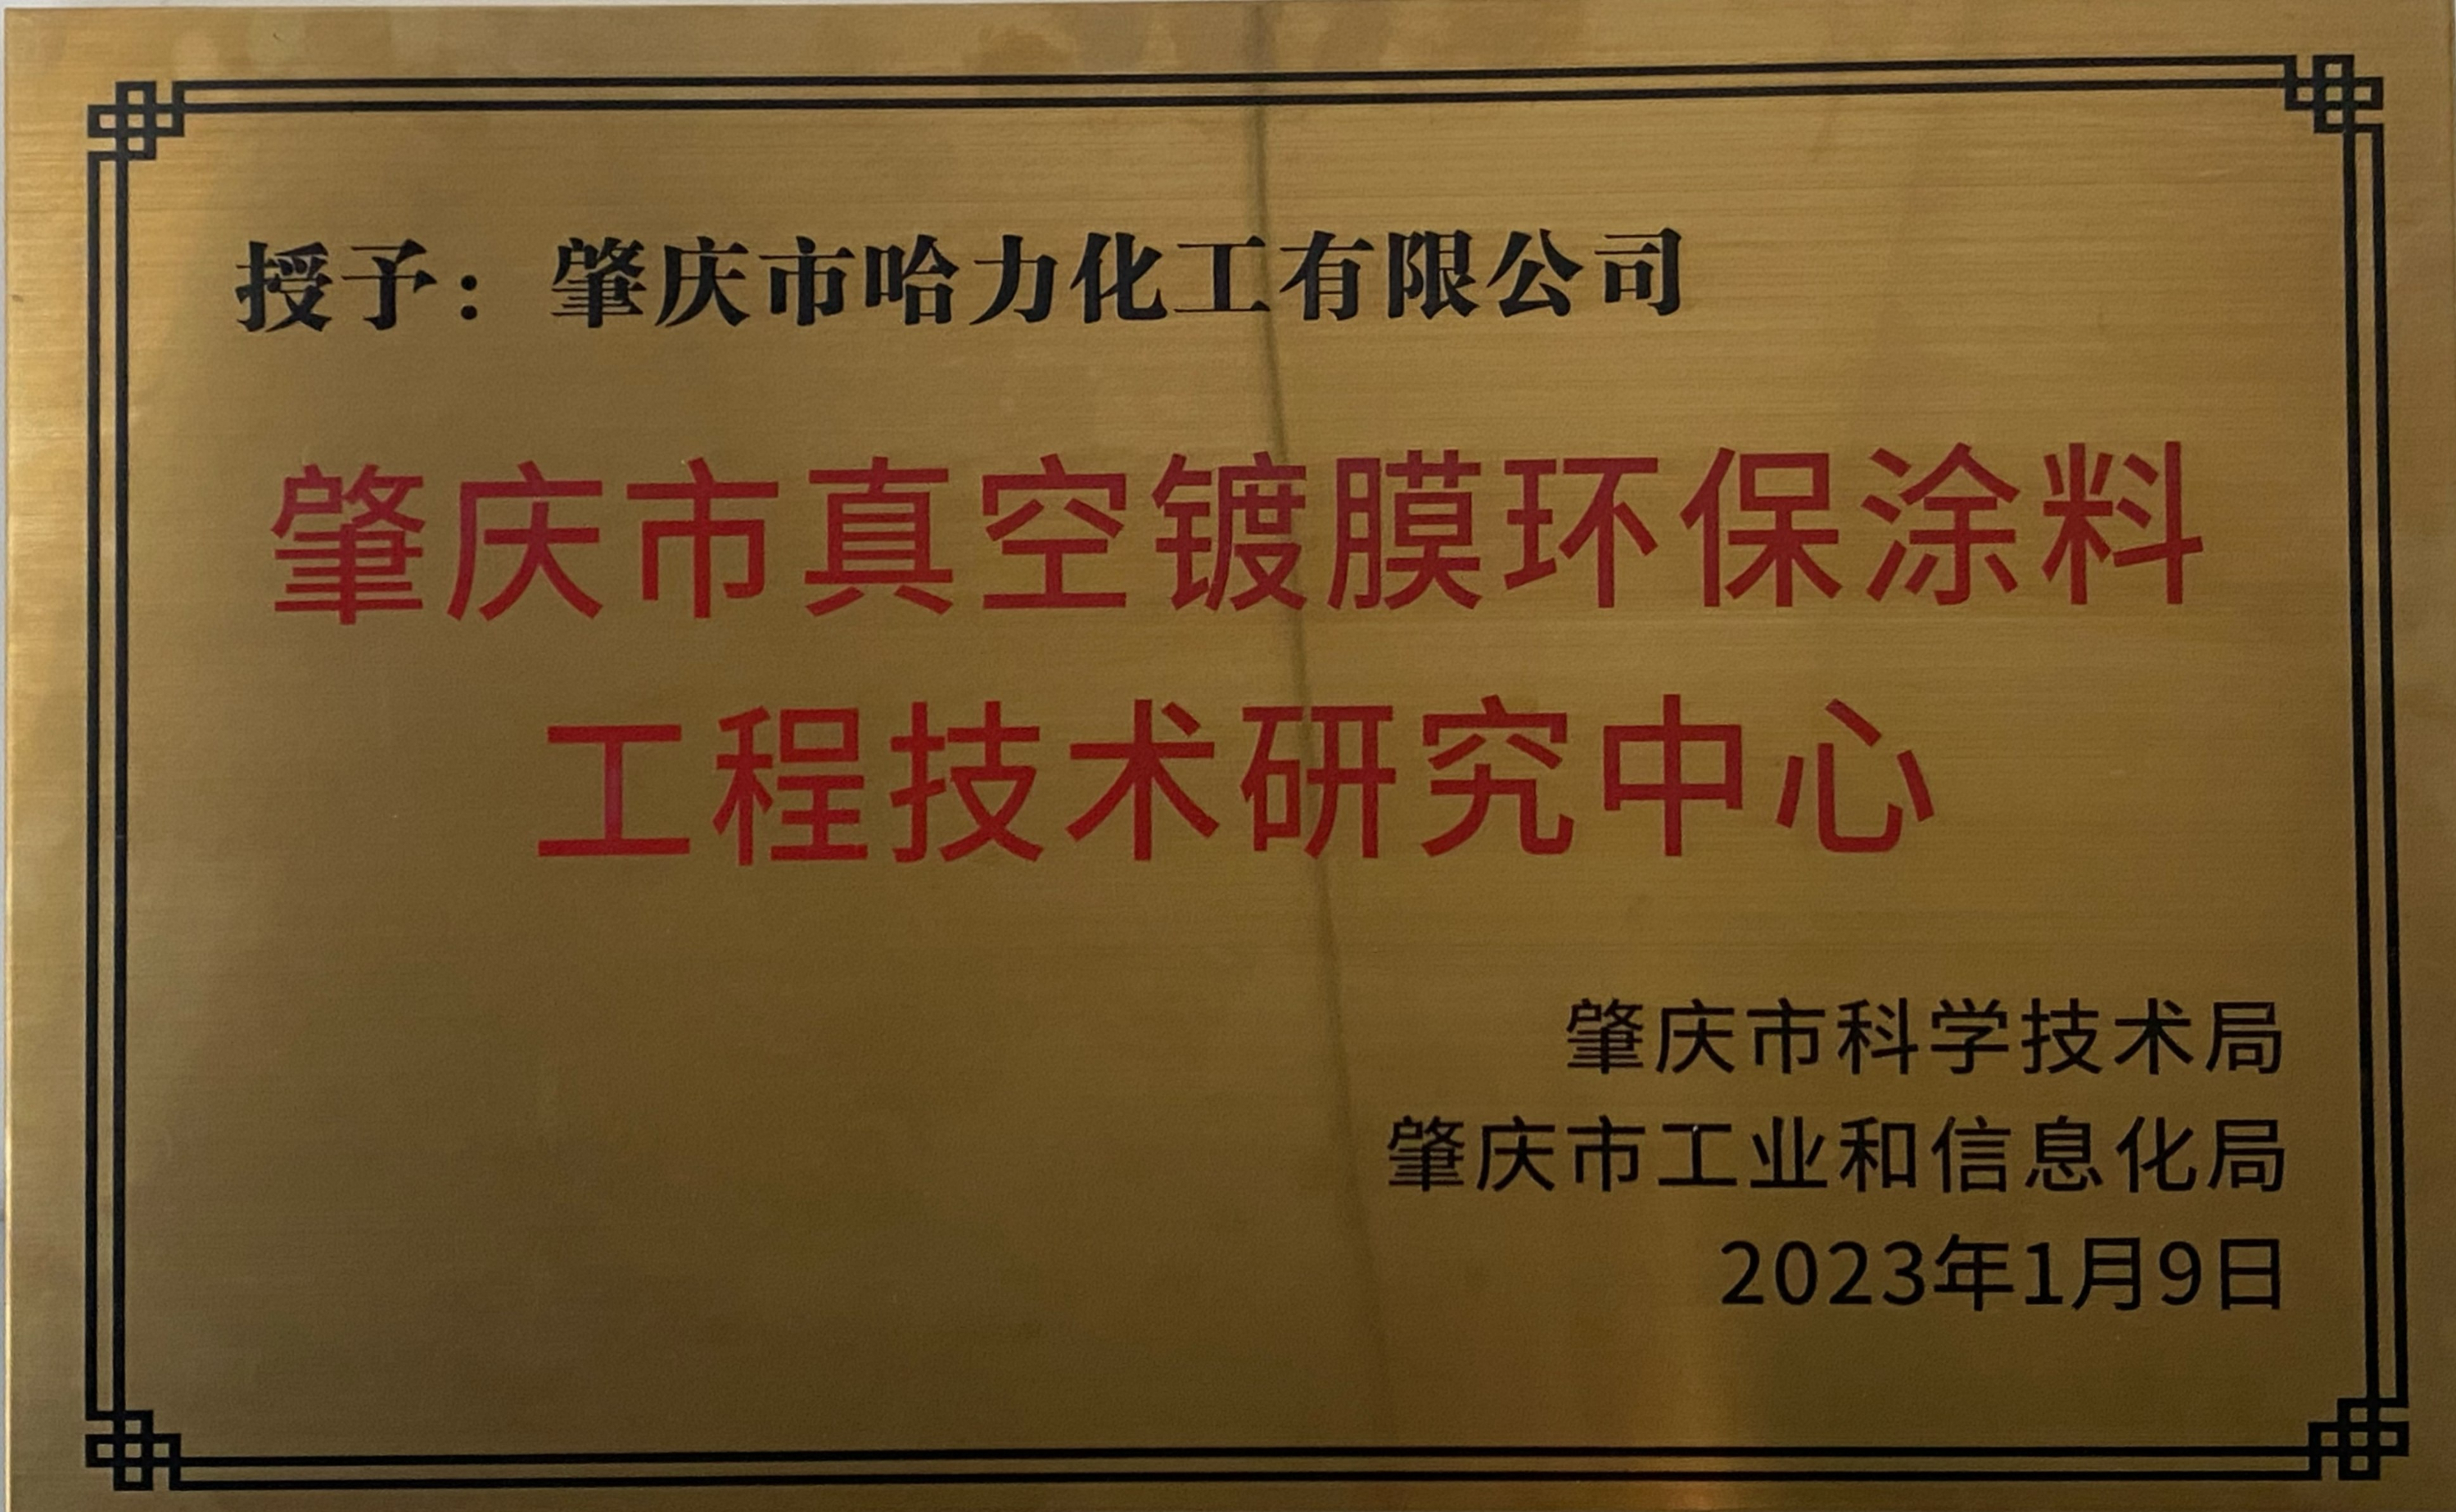 授予：肇庆市哈力化工有限公司
肇庆市真空镀膜环保涂料
工程技术研究中心
肇庆市科学技术局
肇庆市工业和信息化局
2023年1月9日